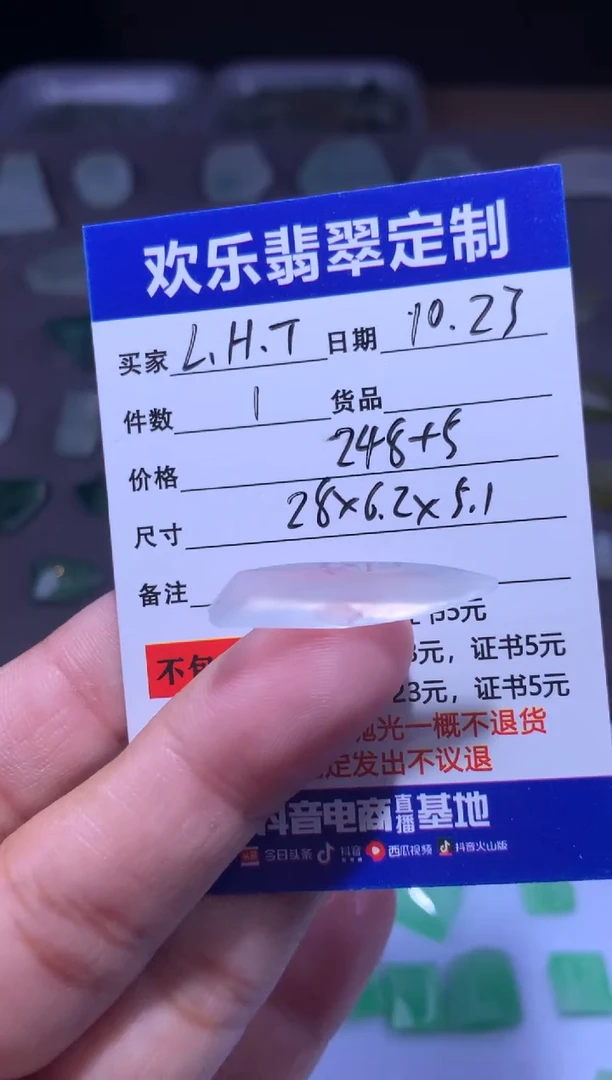 欢乐翡翠定制
买家 L.H.T 日期 10.23
件数 1 货品
价格 248+5
尺寸 28×6.2×5.1
备注
证书5元
元，证书5元
不包
23元，证书5元
抛光一概不退货
定发出不议退
抖音电商直播基地
今日头条 抖音 西瓜视频 抖音火山版